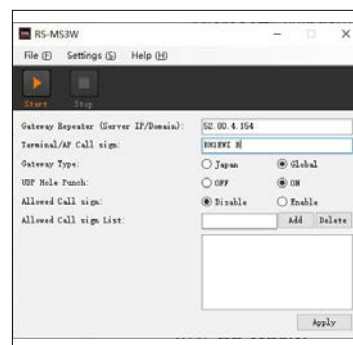 RS-MS3W
File (F) Settings (S) Help (H)
Start Stop
Gateway Repeater (Server IP/Domain): 52.80.4.154
Terminal/AP Call sign:
Gateway Type: Japan Global
UDP Hole Punch: OFF ON
Allowed Call sign: Disable Enable
Allowed Call sign List: Add Delete
Apply